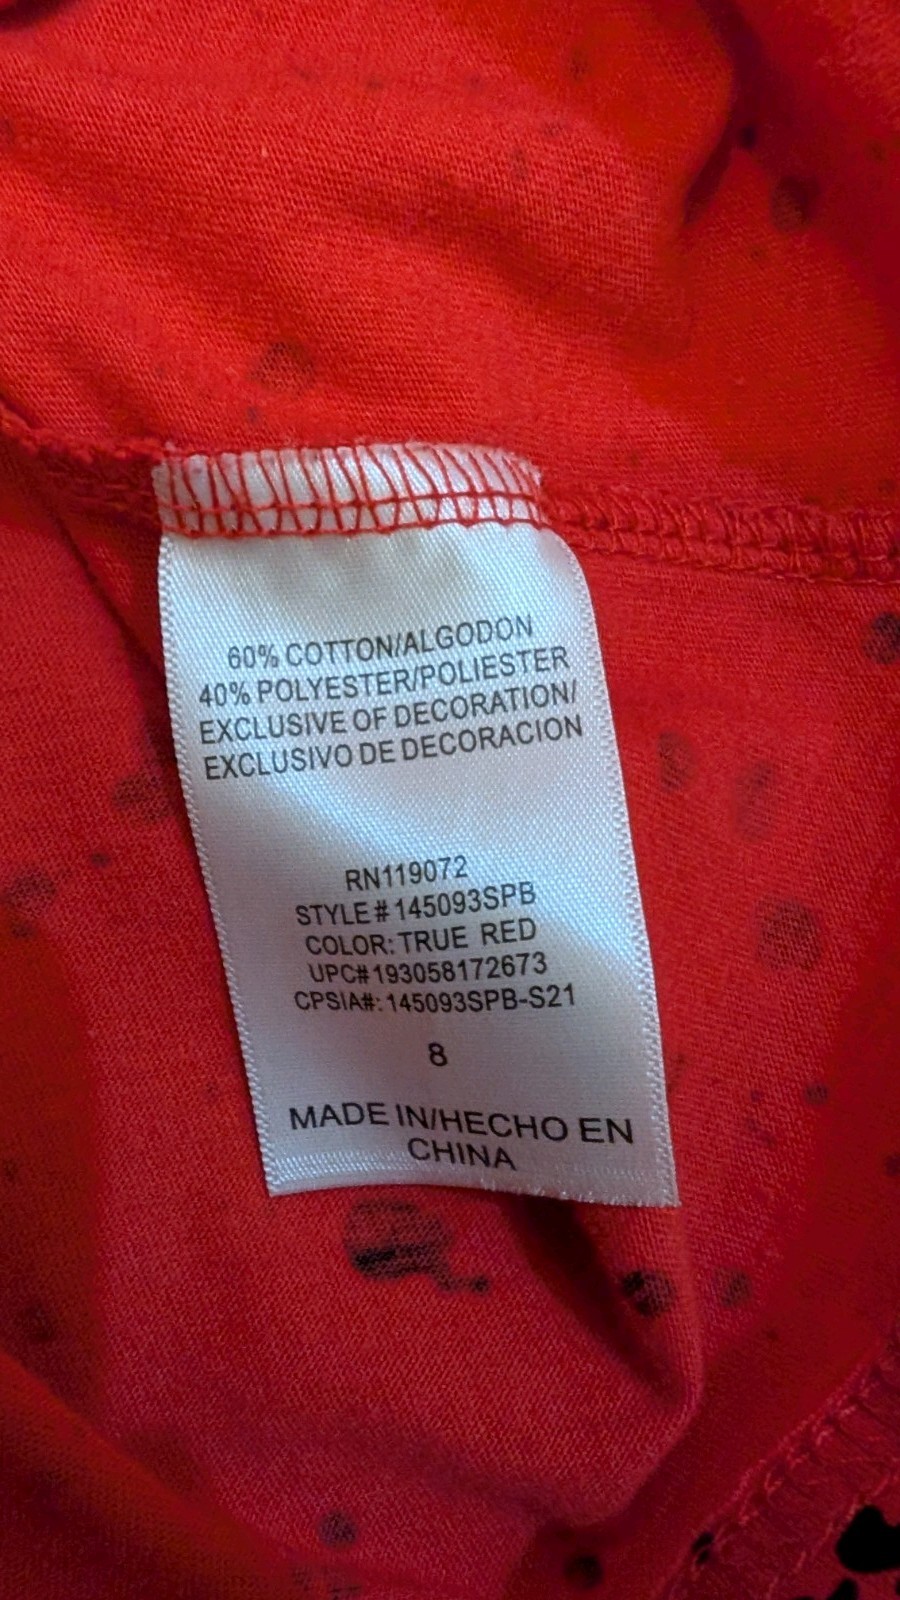 60% COTTON/ALGODON
40% POLYESTER/POLIESTER
EXCLUSIVE OF DECORATION/
EXCLUSIVO DE DECORACION
RN119072
STYLE#145093SPB
COLOR: TRUE RED
UPC#193058172673
CPSIA#:145093SPB-S21
8
MADE IN/HECHO EN
CHINA